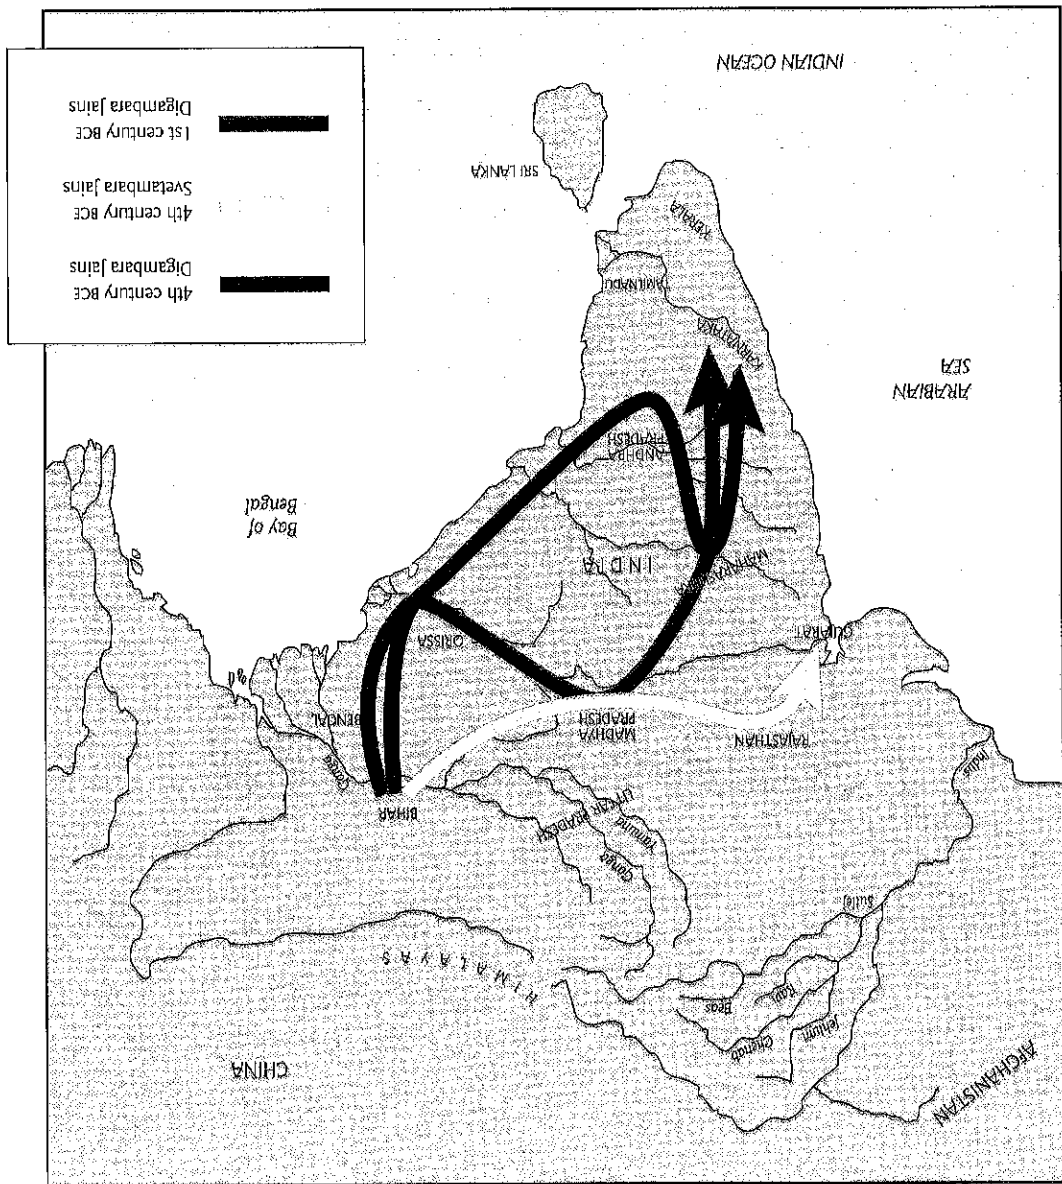 CHINA
AFGHANISTAN
Jehlum
Chenab
Ravi
Beas
Sutlej
HIMALAYAS
Indus
Ganga
Yamuna
UTTAR PRADESH
BIHAR
Ganga
RAJASTHAN
MADHYA
PRADESH
BENGAL
GUJARAT
ORISSA
MAHARASHTRA
INDIA
Bay of
Bengal
ANDHRA
PRADESH
ARABIAN
SEA
KARNATAKA
TAMILNADU
KERALA
SRI LANKA
INDIAN OCEAN
4th century BCE
Digambara Jains
4th century BCE
Svetambara Jains
1st century BCE
Digambara Jains